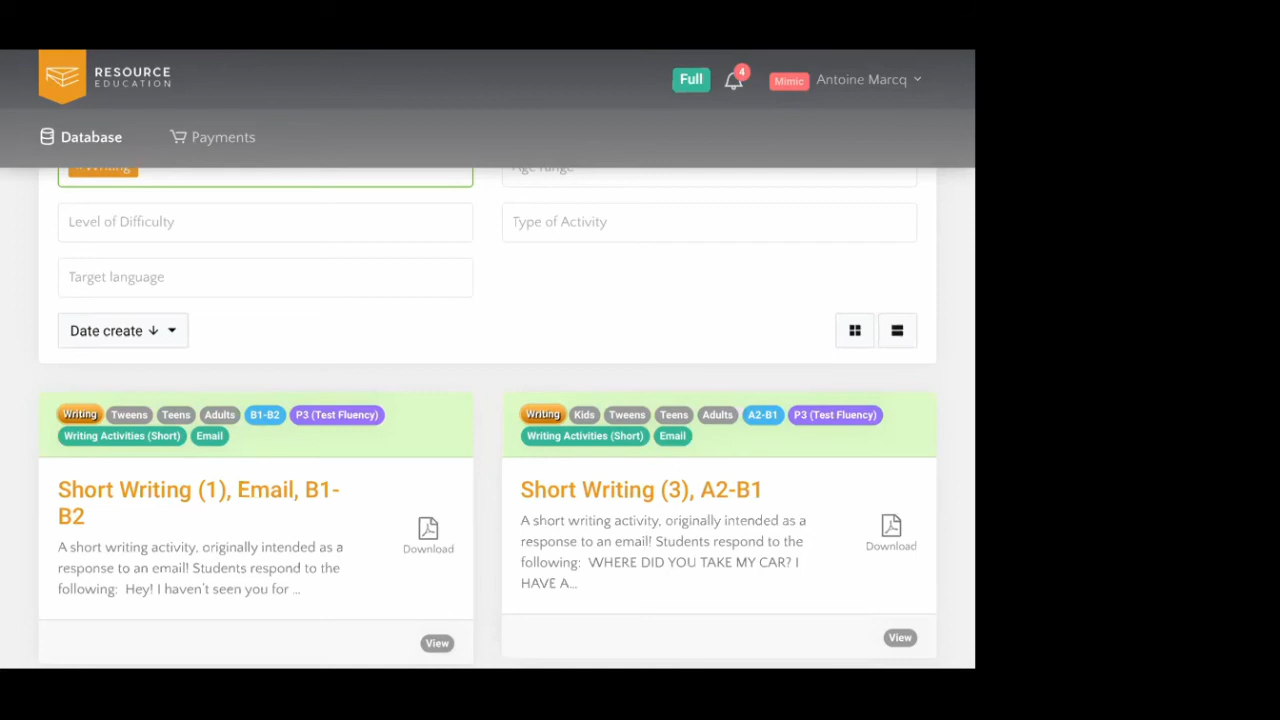 RESOURCE
EDUCATION
Full
4
Mimic
Antoine Marcq
Database
Payments
Writing
Age range
Level of Difficulty
Type of Activity
Target language
Date create ↓
Writing Tweens Teens Adults B1-B2 P3 (Test Fluency)
Writing Activities (Short) Email
Short Writing (1), Email, B1-
B2
A short writing activity, originally intended as a
response to an email! Students respond to the
following: Hey! I haven't seen you for ...
Download
View
Writing Kids Tweens Teens Adults A2-B1 P3 (Test Fluency)
Writing Activities (Short) Email
Short Writing (3), A2-B1
A short writing activity, originally intended as a
response to an email! Students respond to the
following: WHERE DID YOU TAKE MY CAR? I
HAVE A...
Download
View